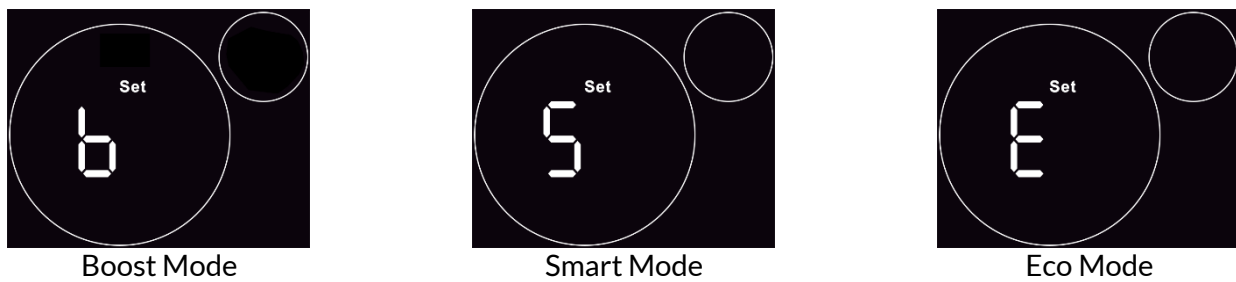 Set
b
Boost Mode
Set
S
Smart Mode
Set
E
Eco Mode